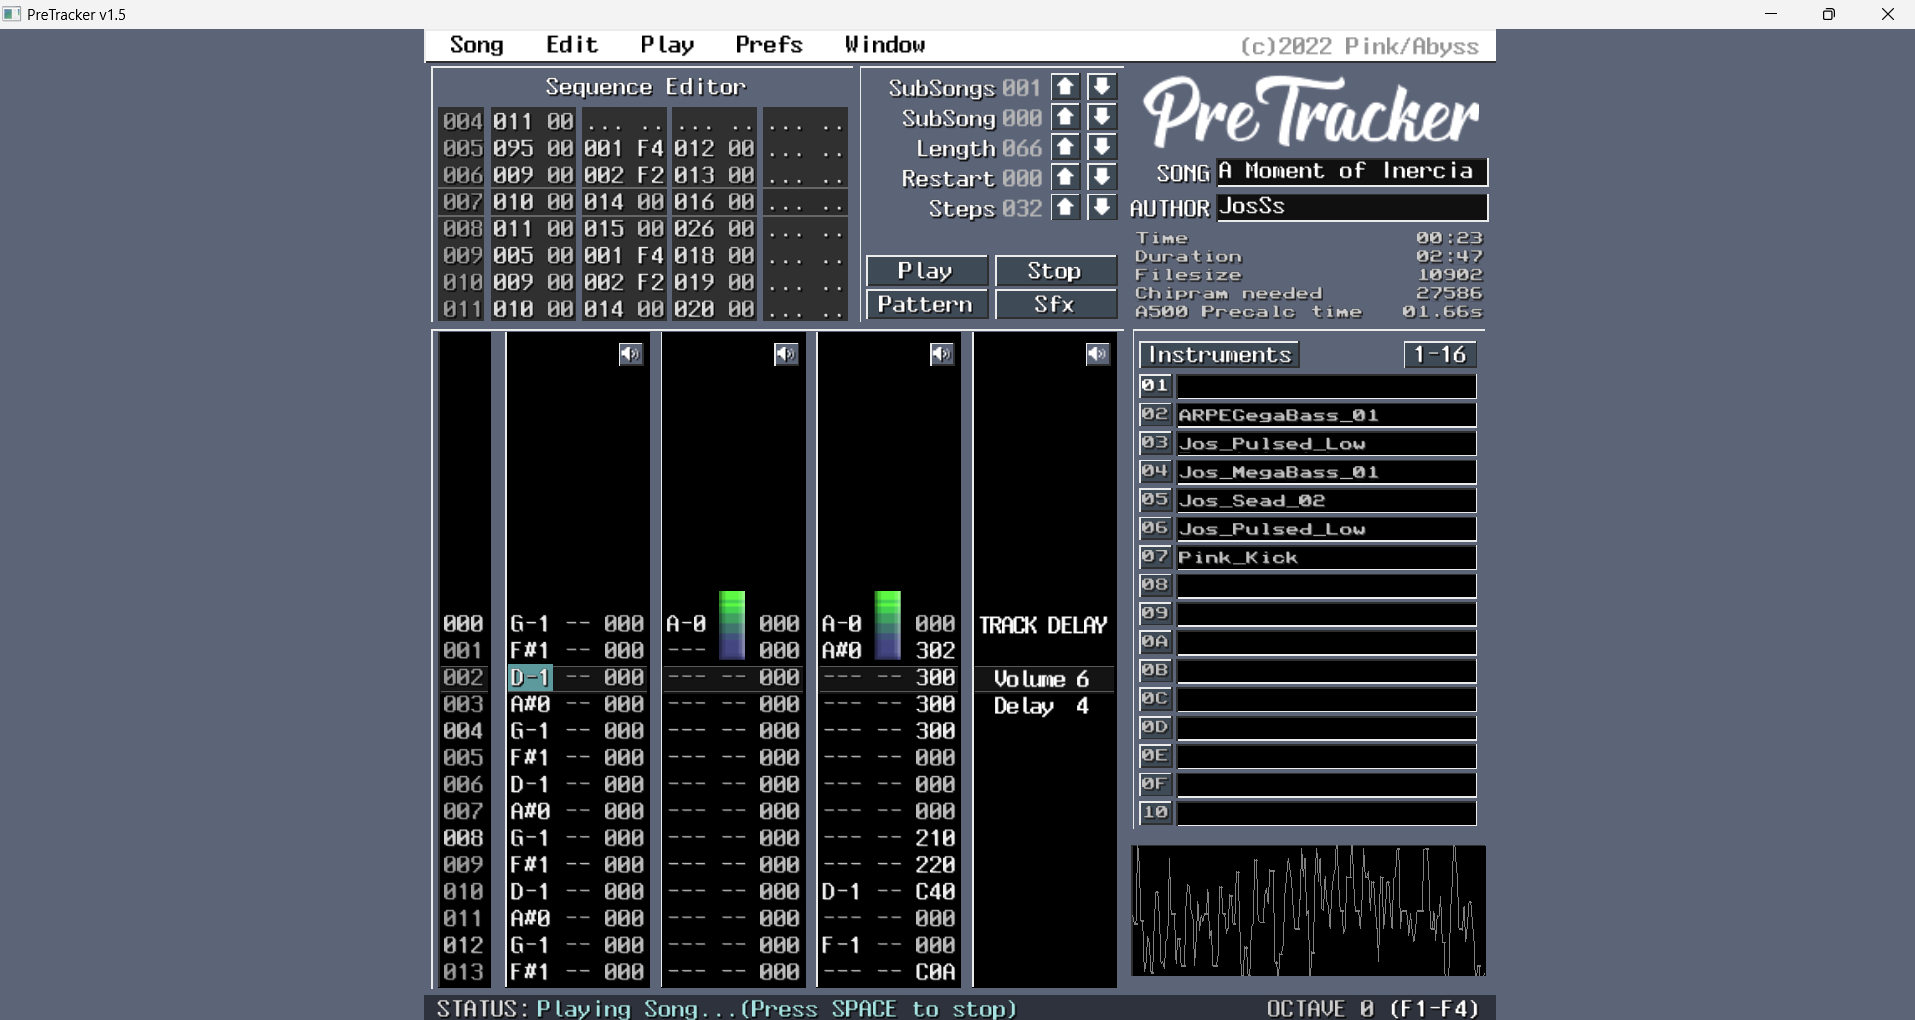 PreTracker v1.5
Song Edit Play Prefs Window (c)2022 Pink/Abyss
Sequence Editor
004 011 00 ... .. ... .. ... ..
005 095 00 001 F4 012 00 ... ..
006 009 00 002 F2 013 00 ... ..
007 010 00 014 00 016 00 ... ..
008 011 00 015 00 026 00 ... ..
009 005 00 001 F4 018 00 ... ..
010 009 00 002 F2 019 00 ... ..
011 010 00 014 00 020 00 ... ..
SubSongs 001
SubSong 000
Length 066
Restart 000
Steps 032
Play Stop
Pattern Sfx
PreTracker
SONG A Moment of Inercia
AUTHOR JosSs
Time 00:23
Duration 02:47
Filesize 10902
Chipram needed 27586
A500 Precalc time 01.66s
000 G-1 -- 000 A-0 000 A-0 000 TRACK DELAY
001 F#1 -- 000 --- 000 A#0 302
002 D-1 -- 000 --- -- 000 --- -- 300 Volume 6
003 A#0 -- 000 --- -- 000 --- -- 300 Delay 4
004 G-1 -- 000 --- -- 000 --- -- 300
005 F#1 -- 000 --- -- 000 --- -- 000
006 D-1 -- 000 --- -- 000 --- -- 000
007 A#0 -- 000 --- -- 000 --- -- 000
008 G-1 -- 000 --- -- 000 --- -- 210
009 F#1 -- 000 --- -- 000 --- -- 220
010 D-1 -- 000 --- -- 000 D-1 -- C40
011 A#0 -- 000 --- -- 000 --- -- 000
012 G-1 -- 000 --- -- 000 F-1 -- 000
013 F#1 -- 000 --- -- 000 --- -- C0A
Instruments 1-16
01
02 ARPEGegaBass_01
03 Jos_Pulsed_Low
04 Jos_MegaBass_01
05 Jos_Sead_02
06 Jos_Pulsed_Low
07 Pink_Kick
08
09
0A
0B
0C
0D
0E
0F
10
STATUS: Playing Song...(Press SPACE to stop) OCTAVE 0 (F1-F4)